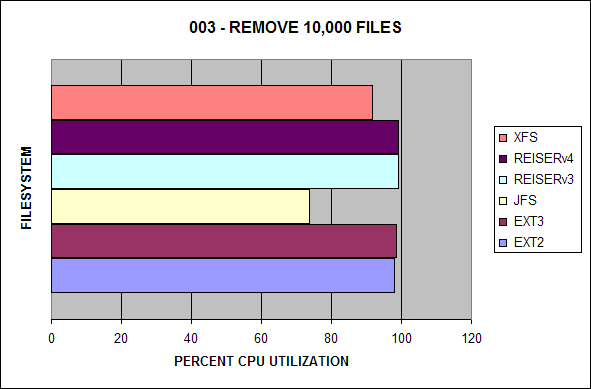 003 - REMOVE 10,000 FILES
FILESYSTEM
XFS
REISERv4
REISERv3
JFS
EXT3
EXT2
0 20 40 60 80 100 120
PERCENT CPU UTILIZATION